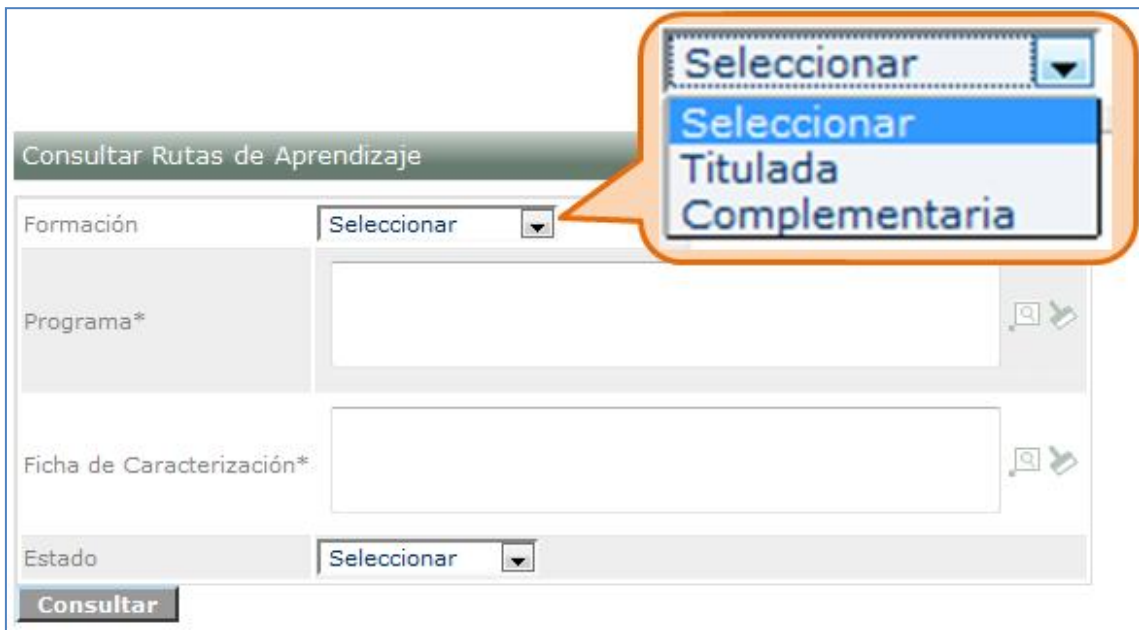 Seleccionar
Seleccionar
Titulada
Complementaria
Consultar Rutas de Aprendizaje
Formación Seleccionar
Programa*
Ficha de Caracterización*
Estado Seleccionar
Consultar